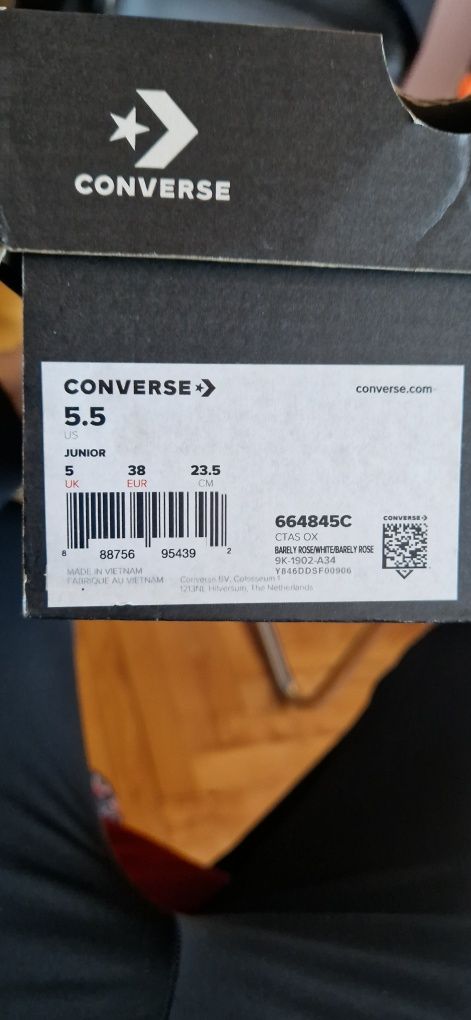 CONVERSE
CONVERSE
converse.com
5.5
US
JUNIOR
5 38 23.5
UK EUR CM
8 88756 95439 2
664845C
CTAS OX
BARELY ROSE/WHITE/BARELY ROSE
9K-1902-A34
Y846DDSF00906
CONVERSE
MADE IN VIETNAM
FABRIQUE AU VIETNAM
Converse BV, Colosseum 1
1213NL Hilversum, The Netherlands